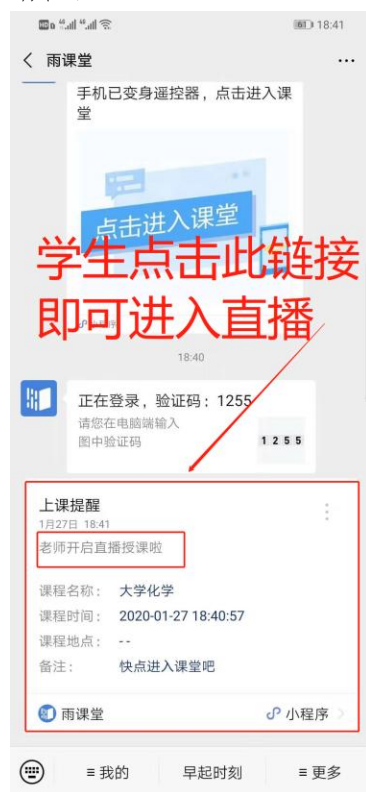 18:41
雨课堂
手机已变身遥控器，点击进入课
堂
点击进入课堂
学生点击此链接
即可进入直播
18:40
正在登录，验证码：1255
请您在电脑端输入
图中验证码
1 2 5 5
上课提醒
1月27日 18:41
老师开启直播授课啦
课程名称： 大学化学
课程时间： 2020-01-27 18:40:57
课程地点： --
备注： 快点进入课堂吧
雨课堂
小程序
我的
早起时刻
更多